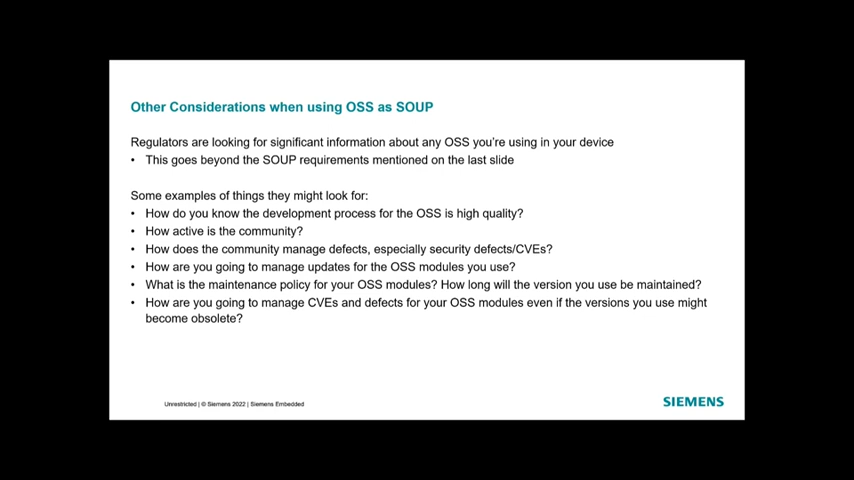 Other Considerations when using OSS as SOUP
Regulators are looking for significant information about any OSS you're using in your device
• This goes beyond the SOUP requirements mentioned on the last slide
Some examples of things they might look for:
• How do you know the development process for the OSS is high quality?
• How active is the community?
• How does the community manage defects, especially security defects/CVEs?
• How are you going to manage updates for the OSS modules you use?
• What is the maintenance policy for your OSS modules? How long will the version you use be maintained?
• How are you going to manage CVEs and defects for your OSS modules even if the versions you use might
become obsolete?
Unrestricted | © Siemens 2022 | Siemens Embedded
SIEMENS